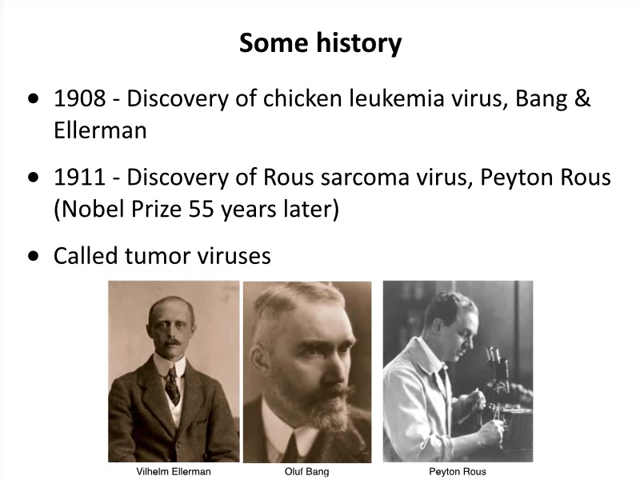 Some history
• 1908 - Discovery of chicken leukemia virus, Bang &
Ellerman
• 1911 - Discovery of Rous sarcoma virus, Peyton Rous
(Nobel Prize 55 years later)
• Called tumor viruses
Vilhelm Ellerman
Oluf Bang
Peyton Rous